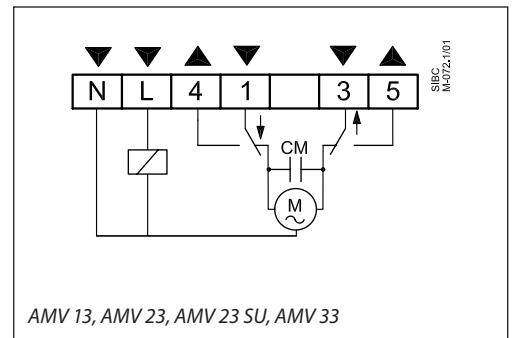 N L 4 1 3 5
SIBC
M-072.1/01
CM
M
AMV 13, AMV 23, AMV 23 SU, AMV 33